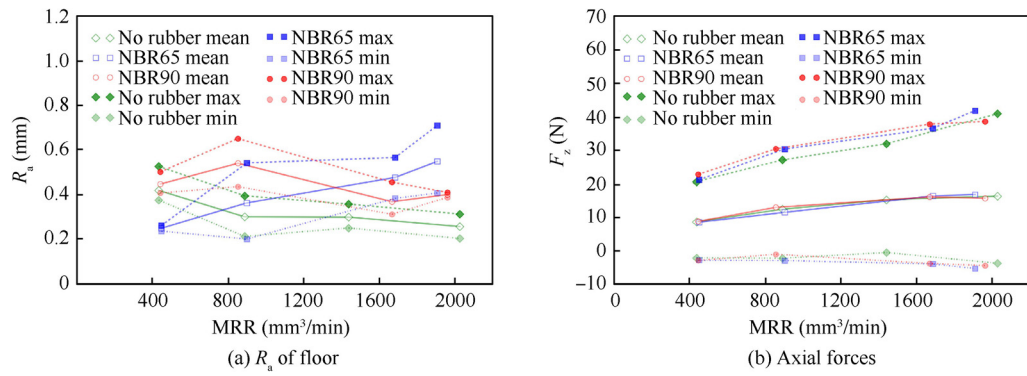 1.2
1.0
0.8
0.6
0.4
0.2
0
R_a (mm)
No rubber mean
NBR65 mean
NBR90 mean
No rubber max
No rubber min
NBR65 max
NBR65 min
NBR90 max
NBR90 min
400 800 1200 1600 2000
MRR (mm³/min)
(a) R_a of floor
70
60
50
40
30
20
10
0
−10
F_z (N)
No rubber mean
NBR65 mean
NBR90 mean
No rubber max
No rubber min
NBR65 max
NBR65 min
NBR90 max
NBR90 min
0 400 800 1200 1600 2000
MRR (mm³/min)
(b) Axial forces